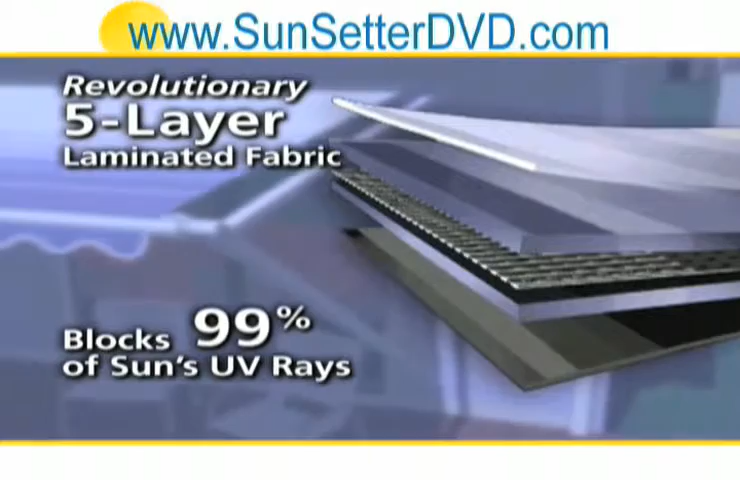 www.SunSetterDVD.com
Revolutionary
5-Layer
Laminated Fabric
Blocks 99%
of Sun's UV Rays